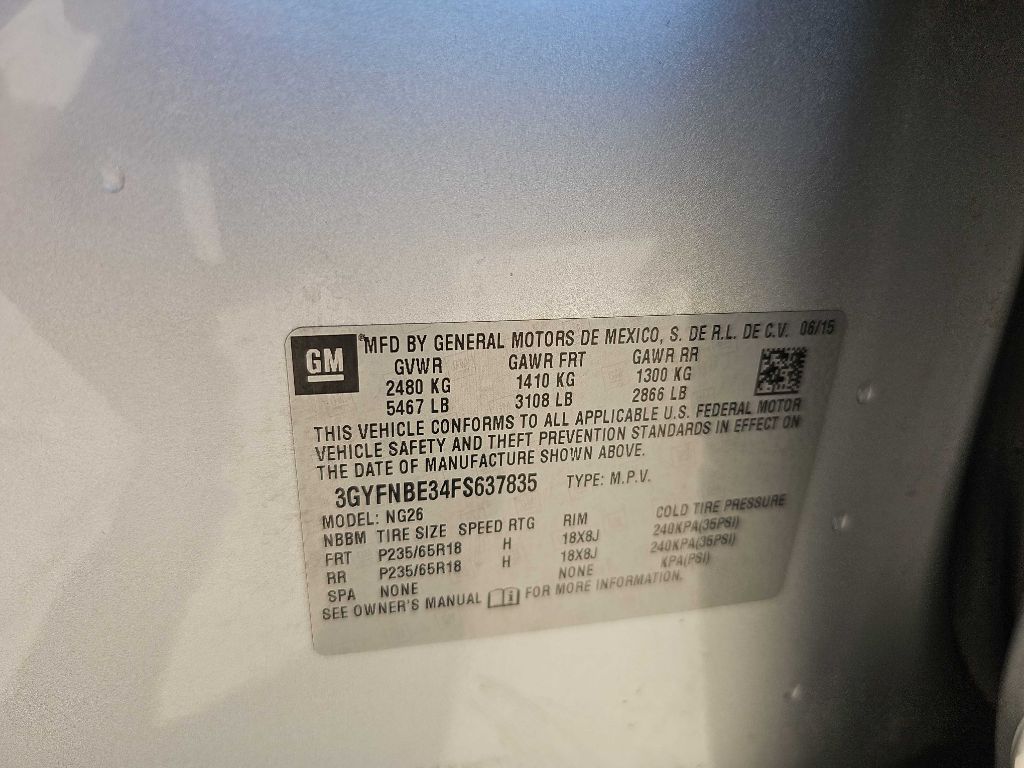 GM
MFD BY GENERAL MOTORS DE MEXICO, S. DE R.L. DE C.V. 06/15
GVWR GAWR FRT GAWR RR
2480 KG 1410 KG 1300 KG
5467 LB 3108 LB 2866 LB
THIS VEHICLE CONFORMS TO ALL APPLICABLE U.S. FEDERAL MOTOR
VEHICLE SAFETY AND THEFT PREVENTION STANDARDS IN EFFECT ON
THE DATE OF MANUFACTURE SHOWN ABOVE.
3GYFNBE34FS637835 TYPE: M.P.V.
MODEL: NG26
NBBM TIRE SIZE SPEED RTG RIM COLD TIRE PRESSURE
FRT P235/65R18 H 18X8J 240KPA(35PSI)
RR P235/65R18 H 18X8J 240KPA(35PSI)
SPA NONE NONE KPA(PSI)
SEE OWNER'S MANUAL FOR MORE INFORMATION.